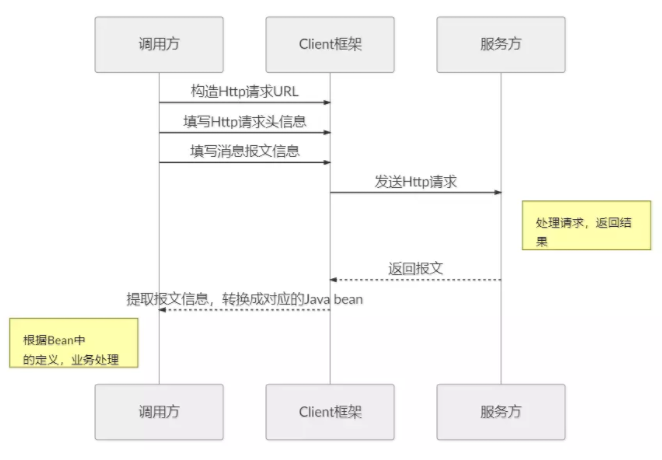 调用方
Client框架
服务方
构造Http请求URL
填写Http请求头信息
填写消息报文信息
发送Http请求
处理请求，返回结
果
返回报文
提取报文信息，转换成对应的Java bean
根据Bean中
的定义，业务处理
调用方
Client框架
服务方